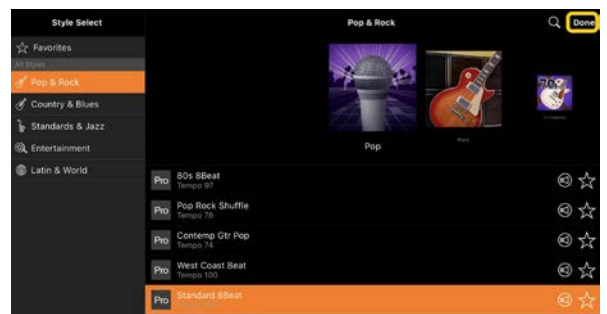 Style Select
Pop & Rock
Done
Favorites
All Styles
Pop & Rock
Country & Blues
Standards & Jazz
Entertainment
Latin & World
Pop
Rock
70s
Pro 80s 8Beat
Tempo 97
Pro Pop Rock Shuffle
Tempo 78
Pro Contemp Gtr Pop
Tempo 74
Pro West Coast Beat
Tempo 100
Pro Standard 8Beat